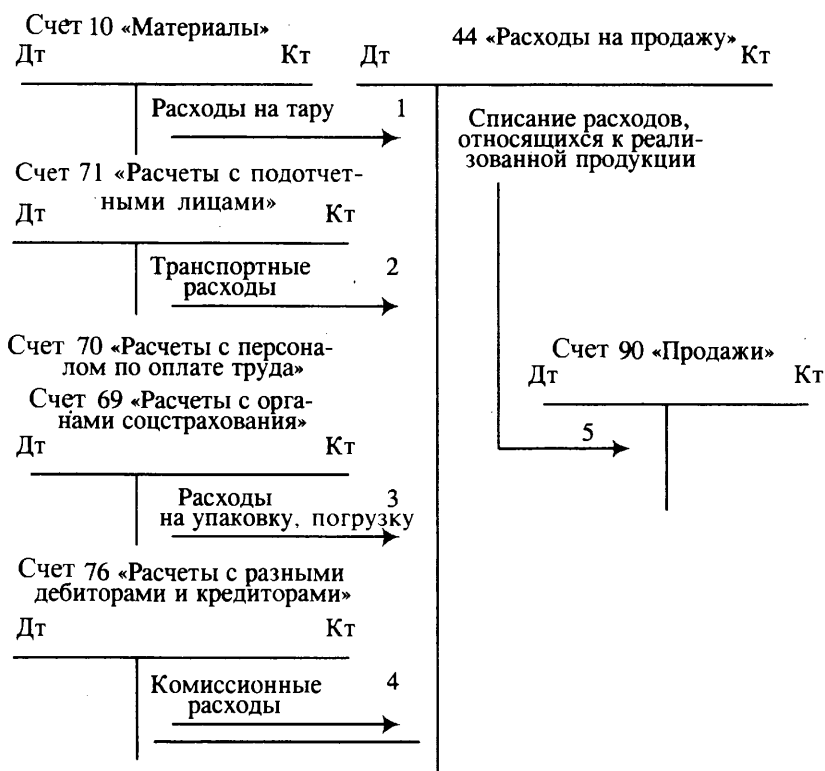 Счет 10 «Материалы»
Дт Кт
44 «Расходы на продажу»
Дт Кт
Расходы на тару 1
Списание расходов,
относящихся к реали-
зованной продукции
Счет 71 «Расчеты с подотчет-
ными лицами»
Дт Кт
Транспортные 2
расходы
Счет 70 «Расчеты с персона-
лом по оплате труда»
Счет 69 «Расчеты с орга-
нами соцстрахования»
Дт Кт
Счет 90 «Продажи»
Дт Кт
5
Расходы 3
на упаковку, погрузку
Счет 76 «Расчеты с разными
дебиторами и кредиторами»
Дт Кт
Комиссионные 4
расходы